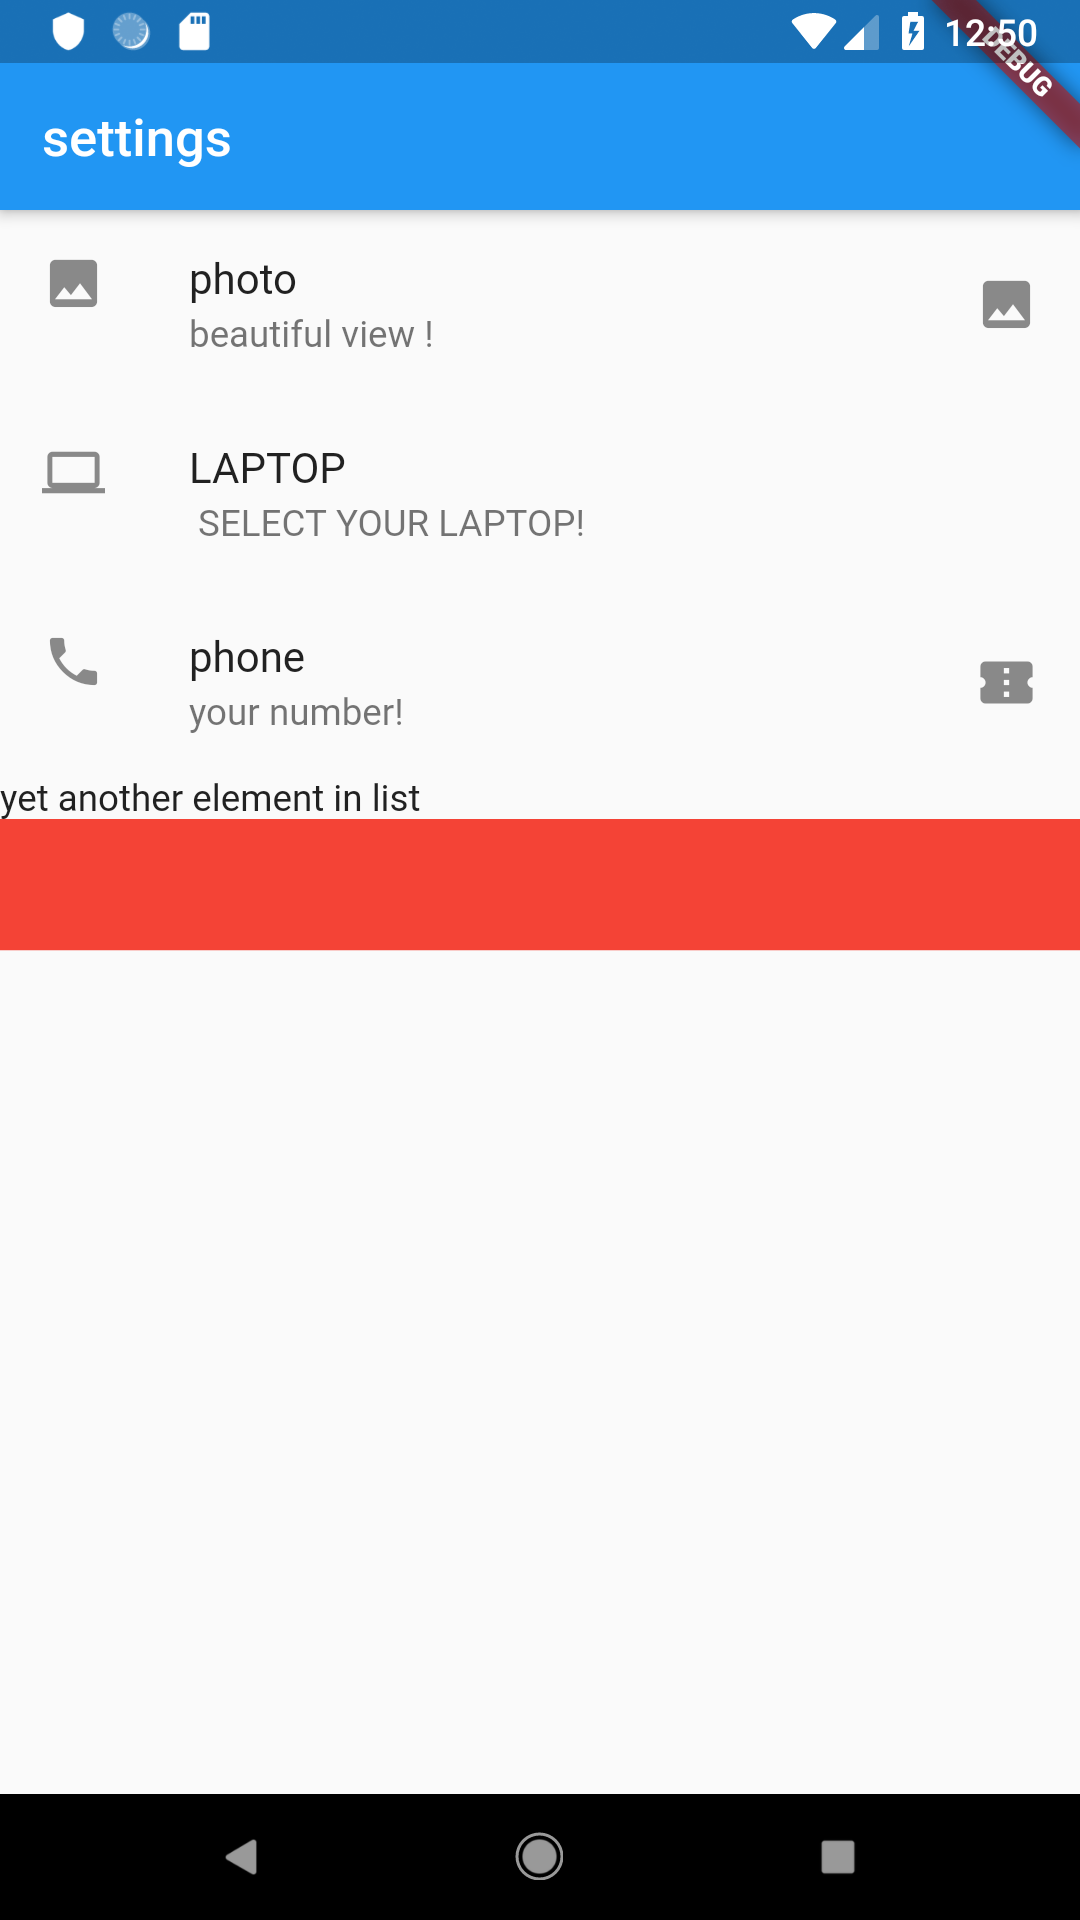 12:50
DEBUG
settings
photo
beautiful view !
LAPTOP
SELECT YOUR LAPTOP!
phone
your number!
yet another element in list